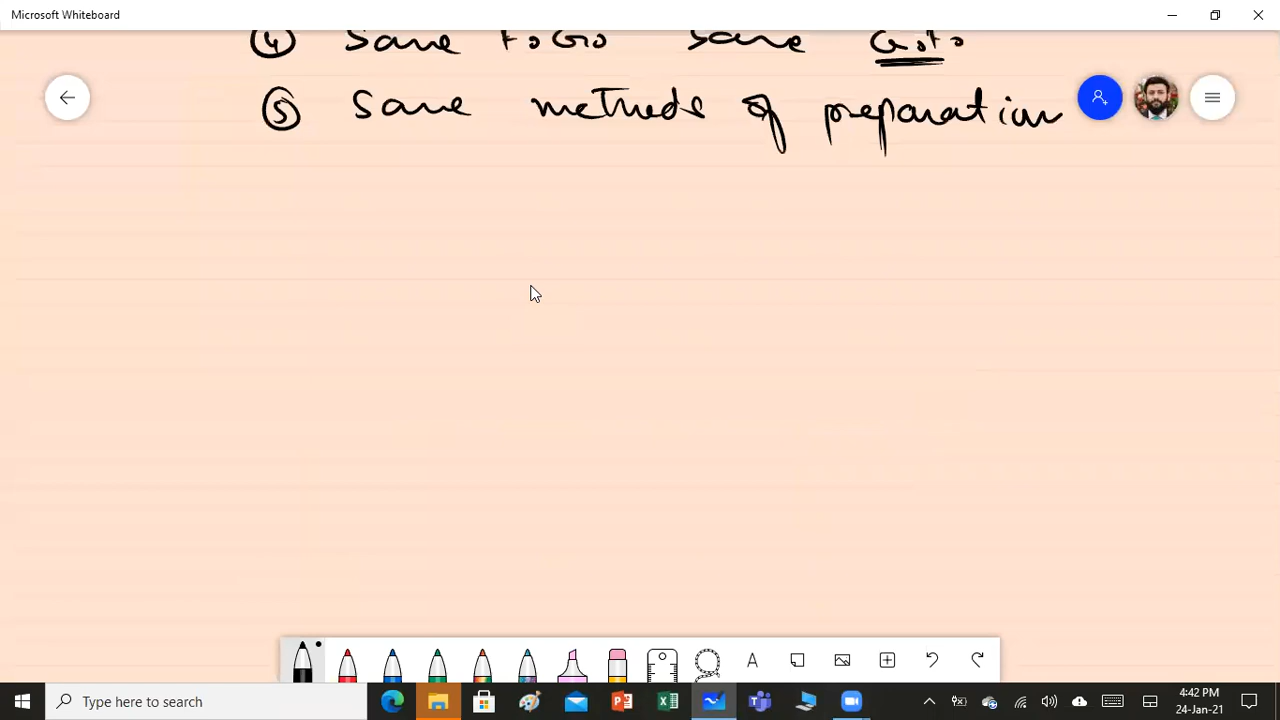 Microsoft Whiteboard
④ Same F.G. Same G.F.
⑤ Same methods of preparation
A
Type here to search
4:42 PM
24-Jan-21